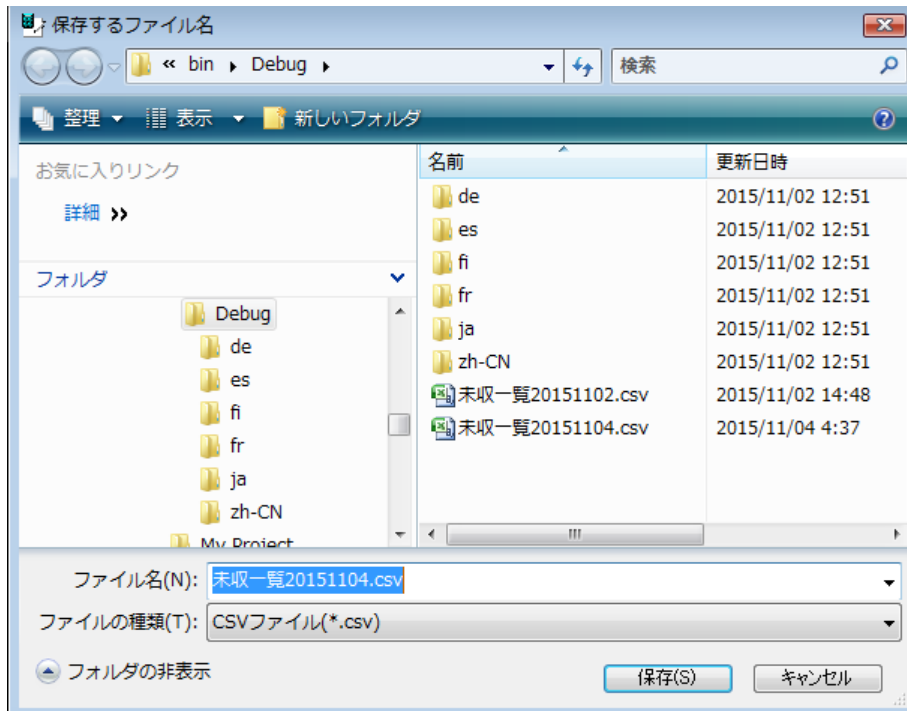 保存するファイル名
« bin ▸ Debug ▸
検索
整理 ▼ 表示 ▼ 新しいフォルダ
お気に入りリンク
詳細 »
フォルダ
Debug
de
es
fi
fr
ja
zh-CN
My Project
名前 更新日時
de 2015/11/02 12:51
es 2015/11/02 12:51
fi 2015/11/02 12:51
fr 2015/11/02 12:51
ja 2015/11/02 12:51
zh-CN 2015/11/02 12:51
未収一覧20151102.csv 2015/11/02 14:48
未収一覧20151104.csv 2015/11/04 4:37
ファイル名(N): 未収一覧20151104.csv
ファイルの種類(T): CSVファイル(*.csv)
フォルダの非表示
保存(S) キャンセル